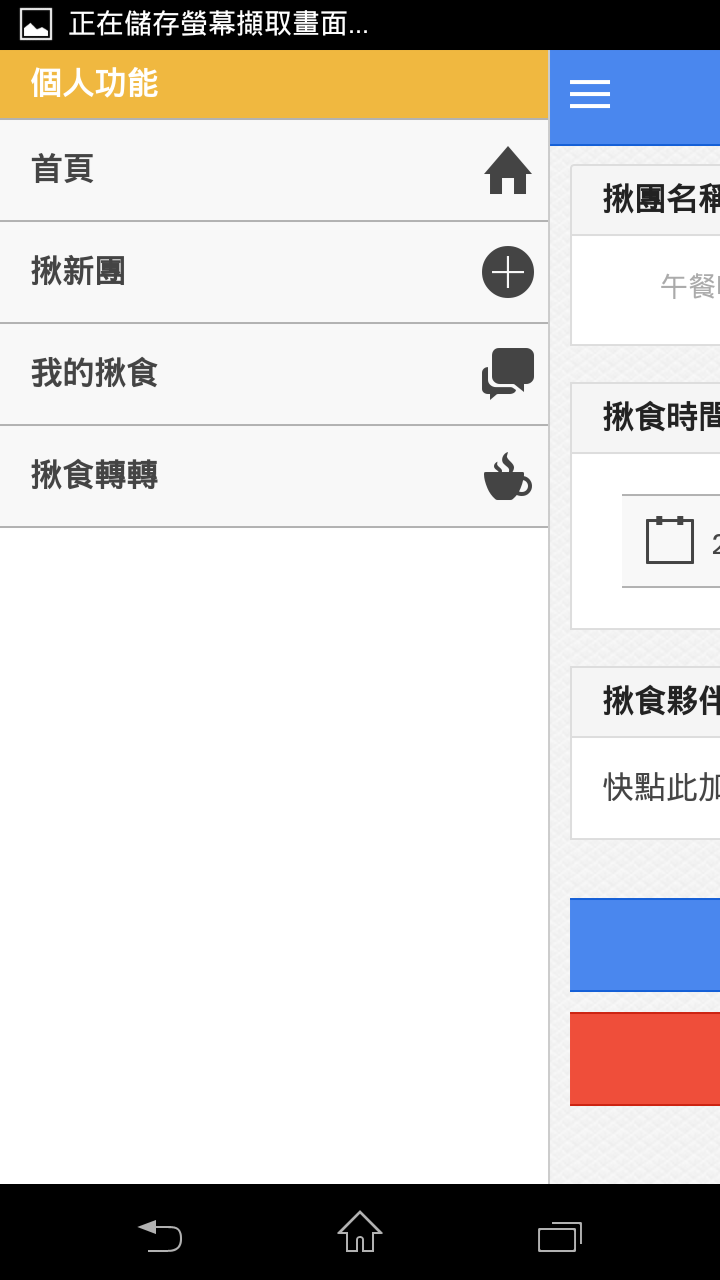 正在儲存螢幕擷取畫面...
個人功能
首頁
揪新團
我的揪食
揪食轉轉
揪團名稱
午餐
揪食時間
2
揪食夥伴
快點此加